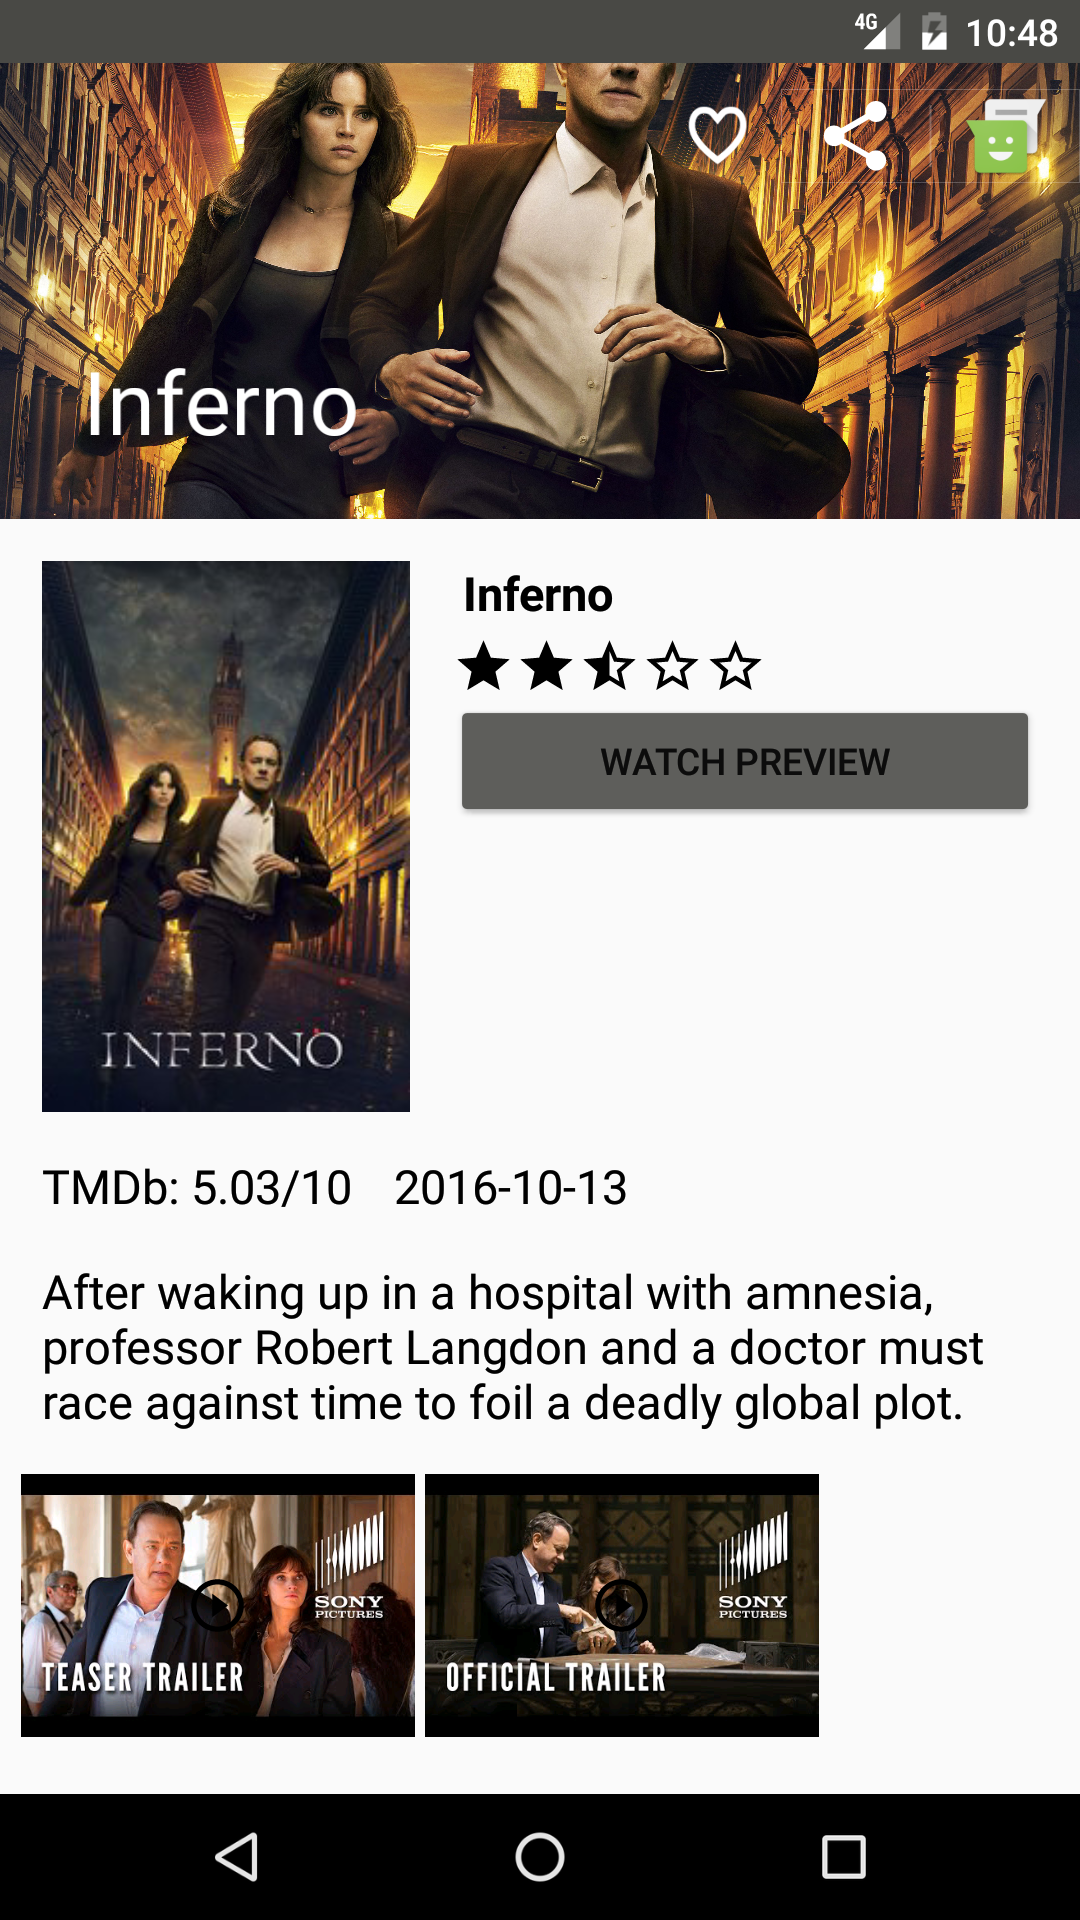 4G 10:48
Inferno
Inferno
WATCH PREVIEW
INFERNO
TMDb: 5.03/10 2016-10-13
After waking up in a hospital with amnesia,
professor Robert Langdon and a doctor must
race against time to foil a deadly global plot.
SONY
PICTURES
TEASER TRAILER
SONY
PICTURES
OFFICIAL TRAILER